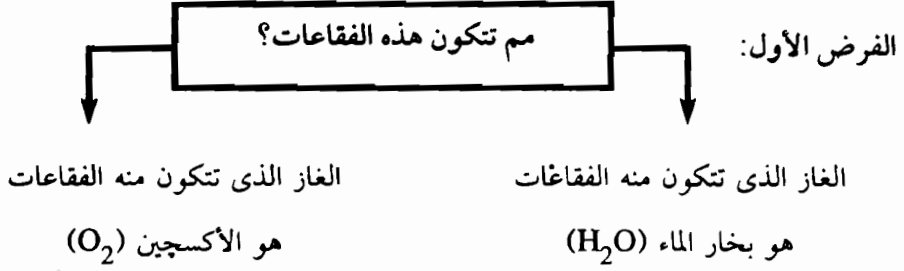 الفرض الأول:
مم تتكون هذه الفقاعات؟
الغاز الذى تتكون منه الفقاعات
هو بخار الماء (H₂O)
الغاز الذى تتكون منه الفقاعات
هو الأكسچين (O₂)